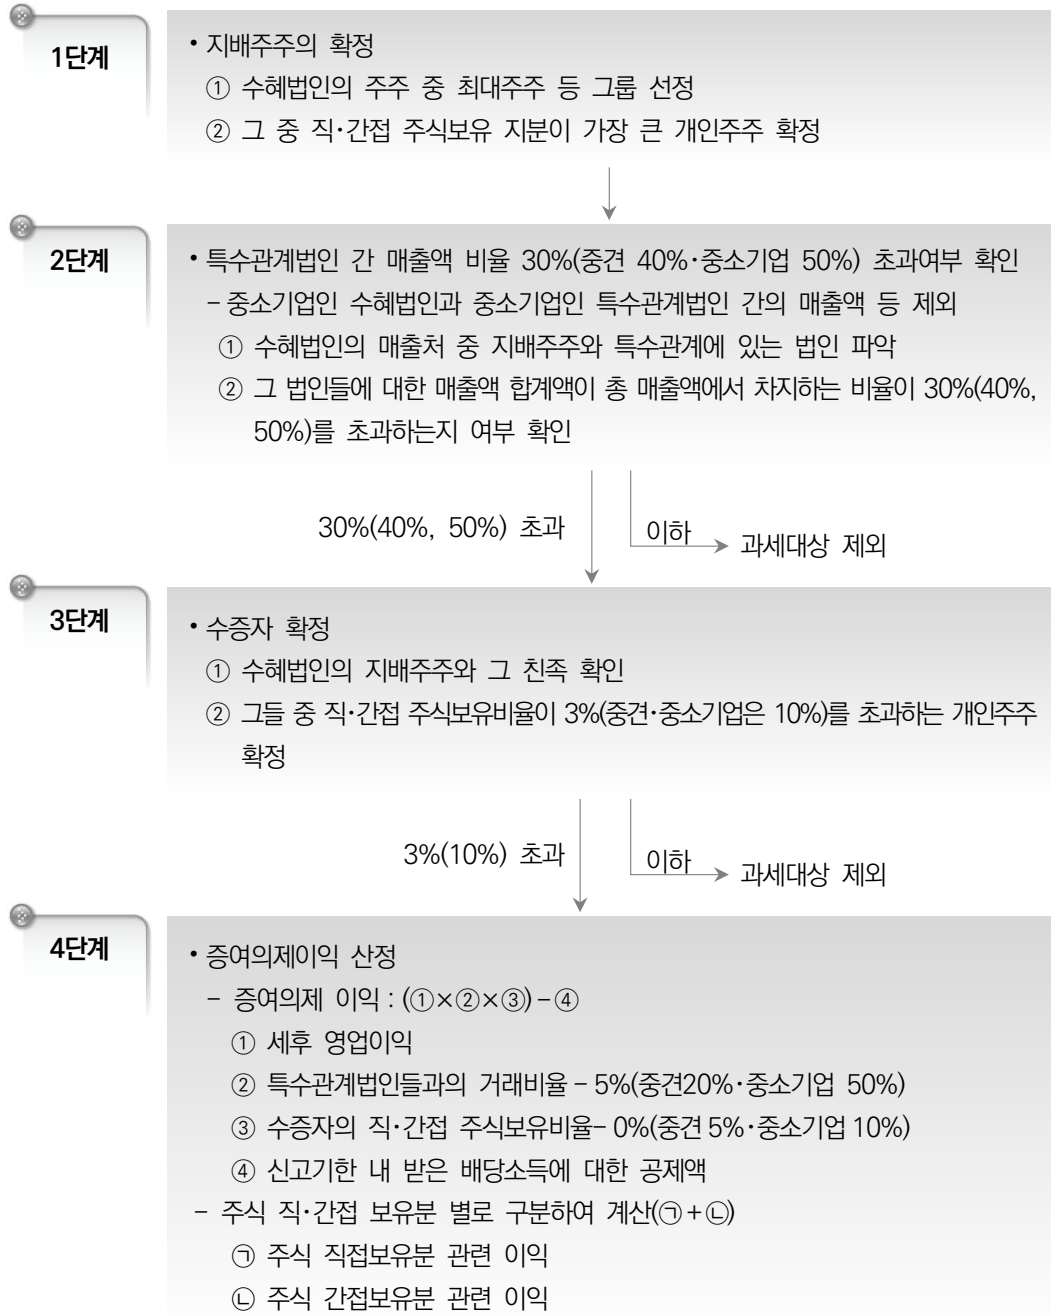 1단계
• 지배주주의 확정
① 수혜법인의 주주 중 최대주주 등 그룹 선정
② 그 중 직·간접 주식보유 지분이 가장 큰 개인주주 확정
2단계
• 특수관계법인 간 매출액 비율 30%(중견 40%·중소기업 50%) 초과여부 확인
- 중소기업인 수혜법인과 중소기업인 특수관계법인 간의 매출액 등 제외
① 수혜법인의 매출처 중 지배주주와 특수관계에 있는 법인 파악
② 그 법인들에 대한 매출액 합계액이 총 매출액에서 차지하는 비율이 30%(40%,
50%)를 초과하는지 여부 확인
30%(40%, 50%) 초과
이하
과세대상 제외
3단계
• 수증자 확정
① 수혜법인의 지배주주와 그 친족 확인
② 그들 중 직·간접 주식보유비율이 3%(중견·중소기업은 10%)를 초과하는 개인주주
확정
3%(10%) 초과
이하
과세대상 제외
4단계
• 증여의제이익 산정
- 증여의제 이익 : (①×②×③)-④
① 세후 영업이익
② 특수관계법인들과의 거래비율 - 5%(중견20%·중소기업 50%)
③ 수증자의 직·간접 주식보유비율- 0%(중견 5%·중소기업 10%)
④ 신고기한 내 받은 배당소득에 대한 공제액
- 주식 직·간접 보유분 별로 구분하여 계산(㉠+㉡)
㉠ 주식 직접보유분 관련 이익
㉡ 주식 간접보유분 관련 이익